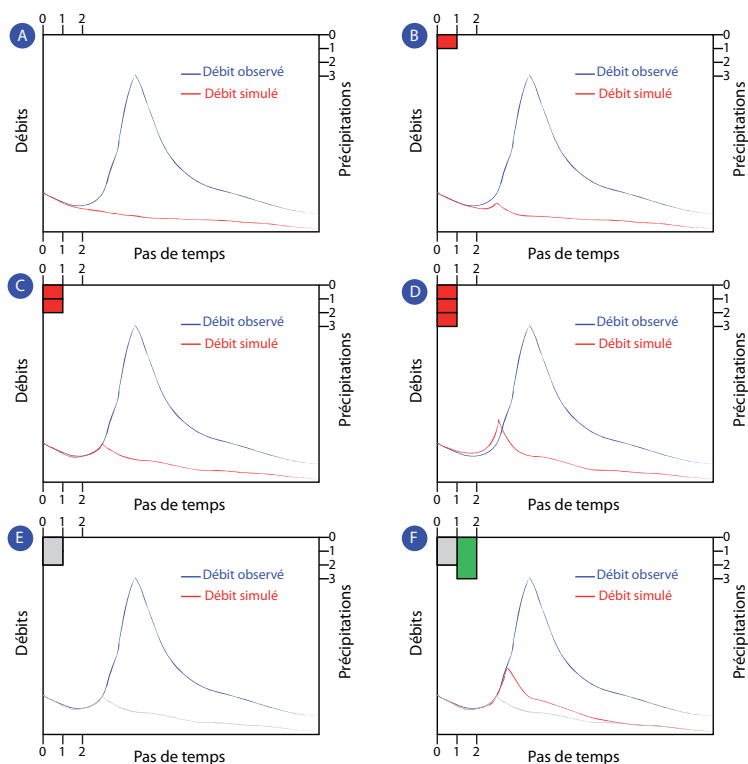 A
0 1 2
0
1
2
3
Débit observé
Débit simulé
Débits
Précipitations
0 1 2
Pas de temps
B
0 1 2
0
1
2
3
Débit observé
Débit simulé
Débits
Précipitations
0 1 2
Pas de temps
C
0 1 2
0
1
2
3
Débit observé
Débit simulé
Débits
Précipitations
0 1 2
Pas de temps
D
0 1 2
0
1
2
3
Débit observé
Débit simulé
Débits
Précipitations
0 1 2
Pas de temps
E
0 1 2
0
1
2
3
Débit observé
Débit simulé
Débits
Précipitations
0 1 2
Pas de temps
F
0 1 2
0
1
2
3
Débit observé
Débit simulé
Débits
Précipitations
0 1 2
Pas de temps